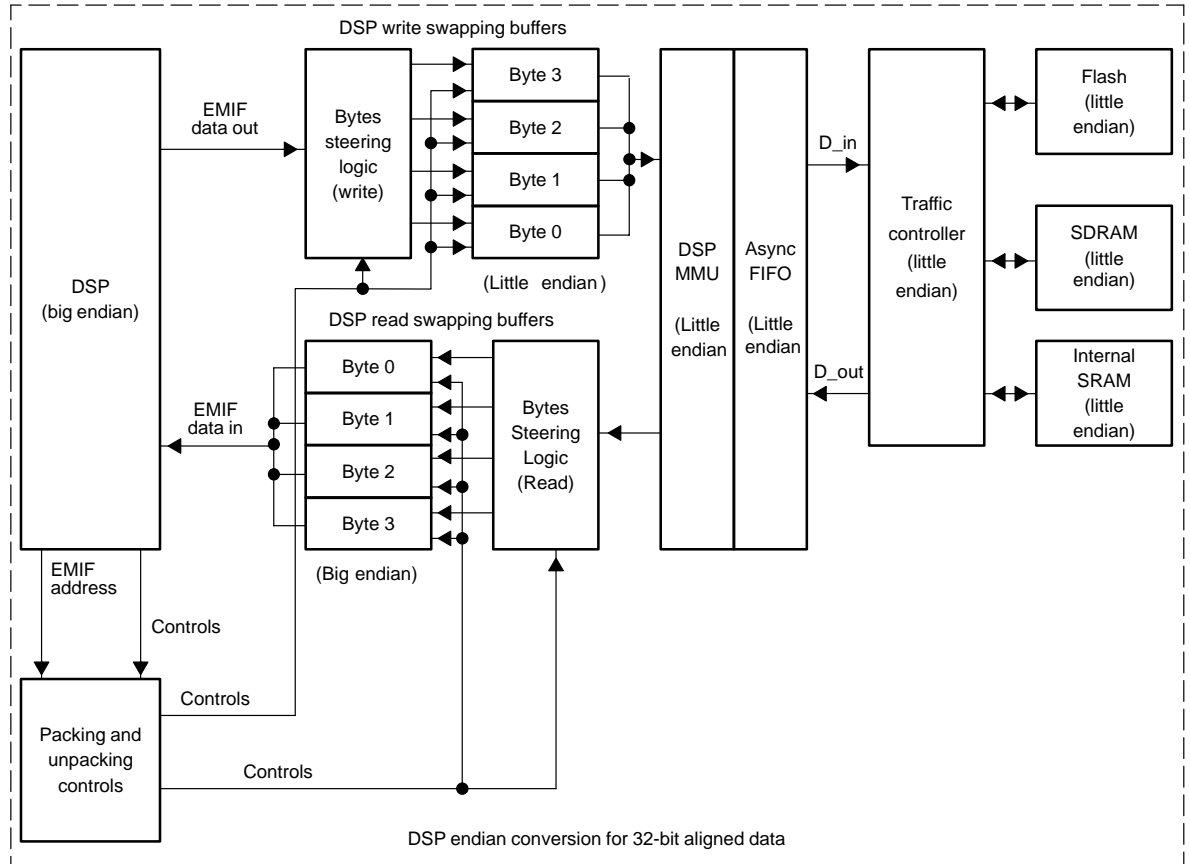 DSP write swapping buffers
EMIF
data out
Bytes
steering
logic
(write)
Byte 3
Byte 2
Byte 1
Byte 0
(Little endian)
DSP
(big endian)
DSP read swapping buffers
Byte 0
Byte 1
Byte 2
Byte 3
(Big endian)
EMIF
data in
Bytes
Steering
Logic
(Read)
DSP
MMU
(Little
endian
Async
FIFO
(Little
endian)
D_in
D_out
Traffic
controller
(little
endian)
Flash
(little
endian)
SDRAM
(little
endian)
Internal
SRAM
(little
endian)
EMIF
address
Controls
Packing and
unpacking
controls
Controls
Controls
DSP endian conversion for 32-bit aligned data